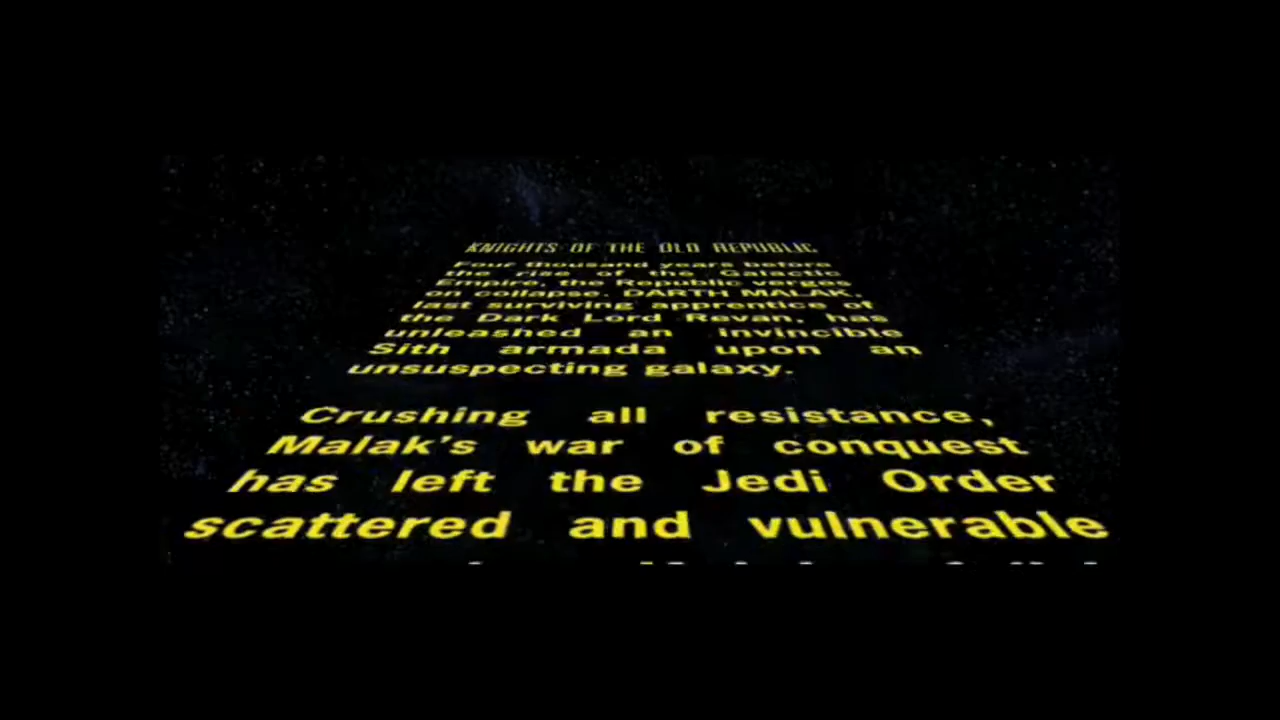 KNIGHTS OF THE OLD REPUBLIC
Four thousand years before
the rise of the Galactic
Empire, the Republic verges
on collapse. DARTH MALAK,
last surviving apprentice of
the Dark Lord Revan, has
unleashed an invincible
Sith armada upon an
unsuspecting galaxy.
Crushing all resistance,
Malak's war of conquest
has left the Jedi Order
scattered and vulnerable